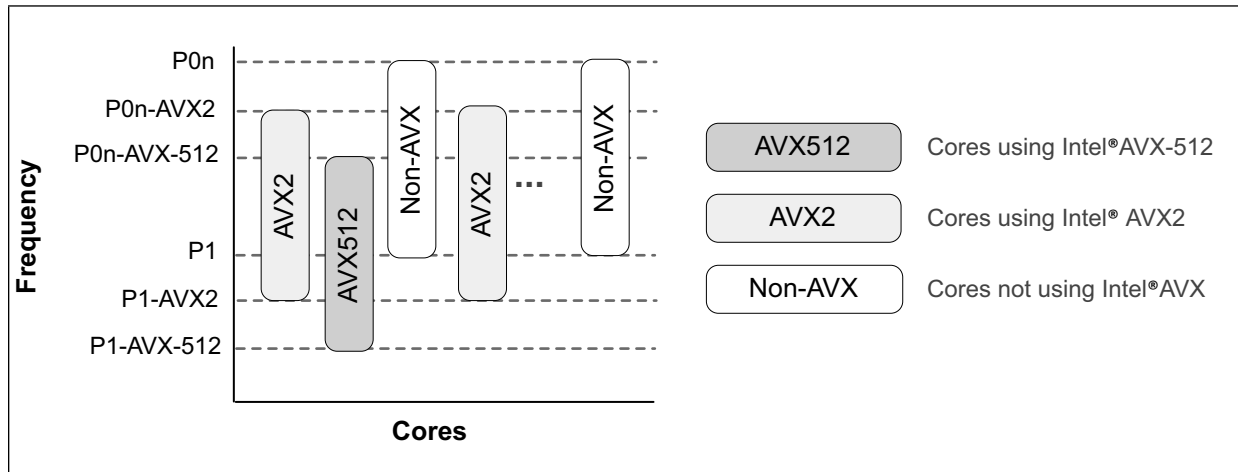 P0n
P0n-AVX2
P0n-AVX-512
P1
P1-AVX2
P1-AVX-512
Frequency
Cores
AVX2
AVX512
Non-AVX
AVX2
...
Non-AVX
AVX512 Cores using Intel®AVX-512
AVX2 Cores using Intel® AVX2
Non-AVX Cores not using Intel®AVX